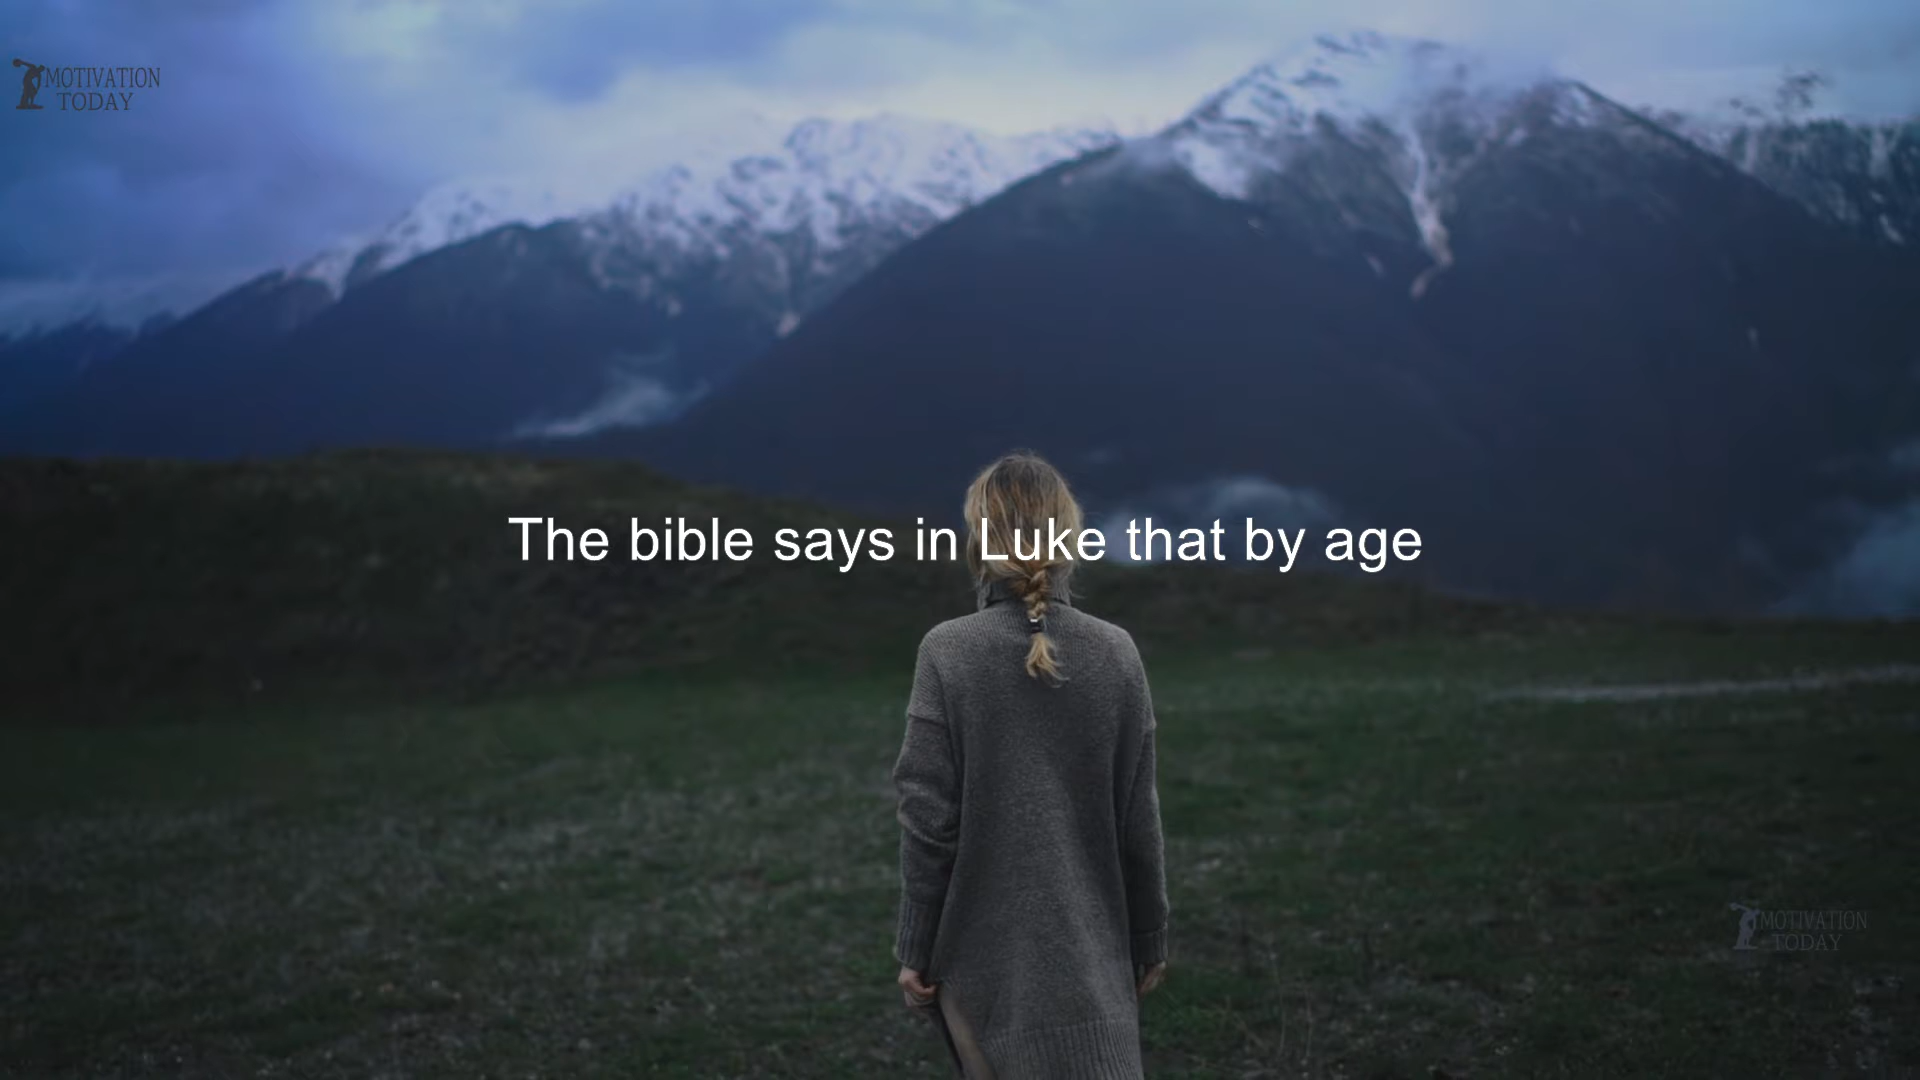 MOTIVATION
TODAY
The bible says in Luke that by age
MOTIVATION
TODAY